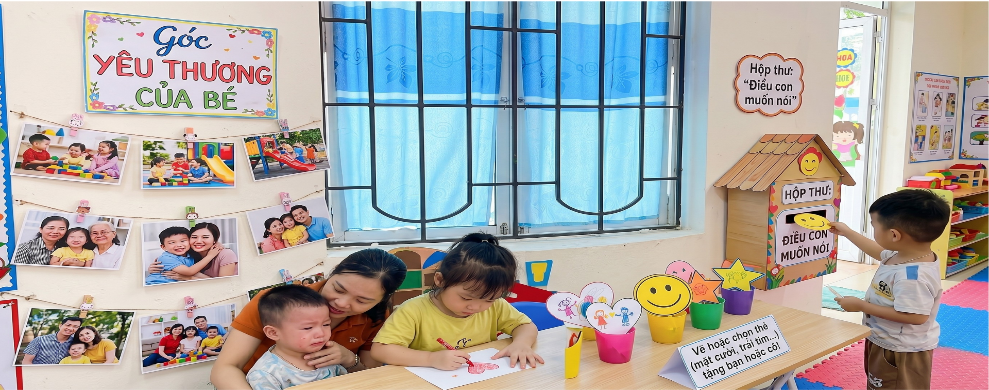 Góc
YÊU THƯƠNG
CỦA BÉ
Hộp thư:
"Điều con
muốn nói"
HỘP THƯ:
ĐIỀU CON
MUỐN NÓI
Vẽ hoặc chọn thẻ
(mặt cười, trái tim...)
tặng bạn hoặc cô!